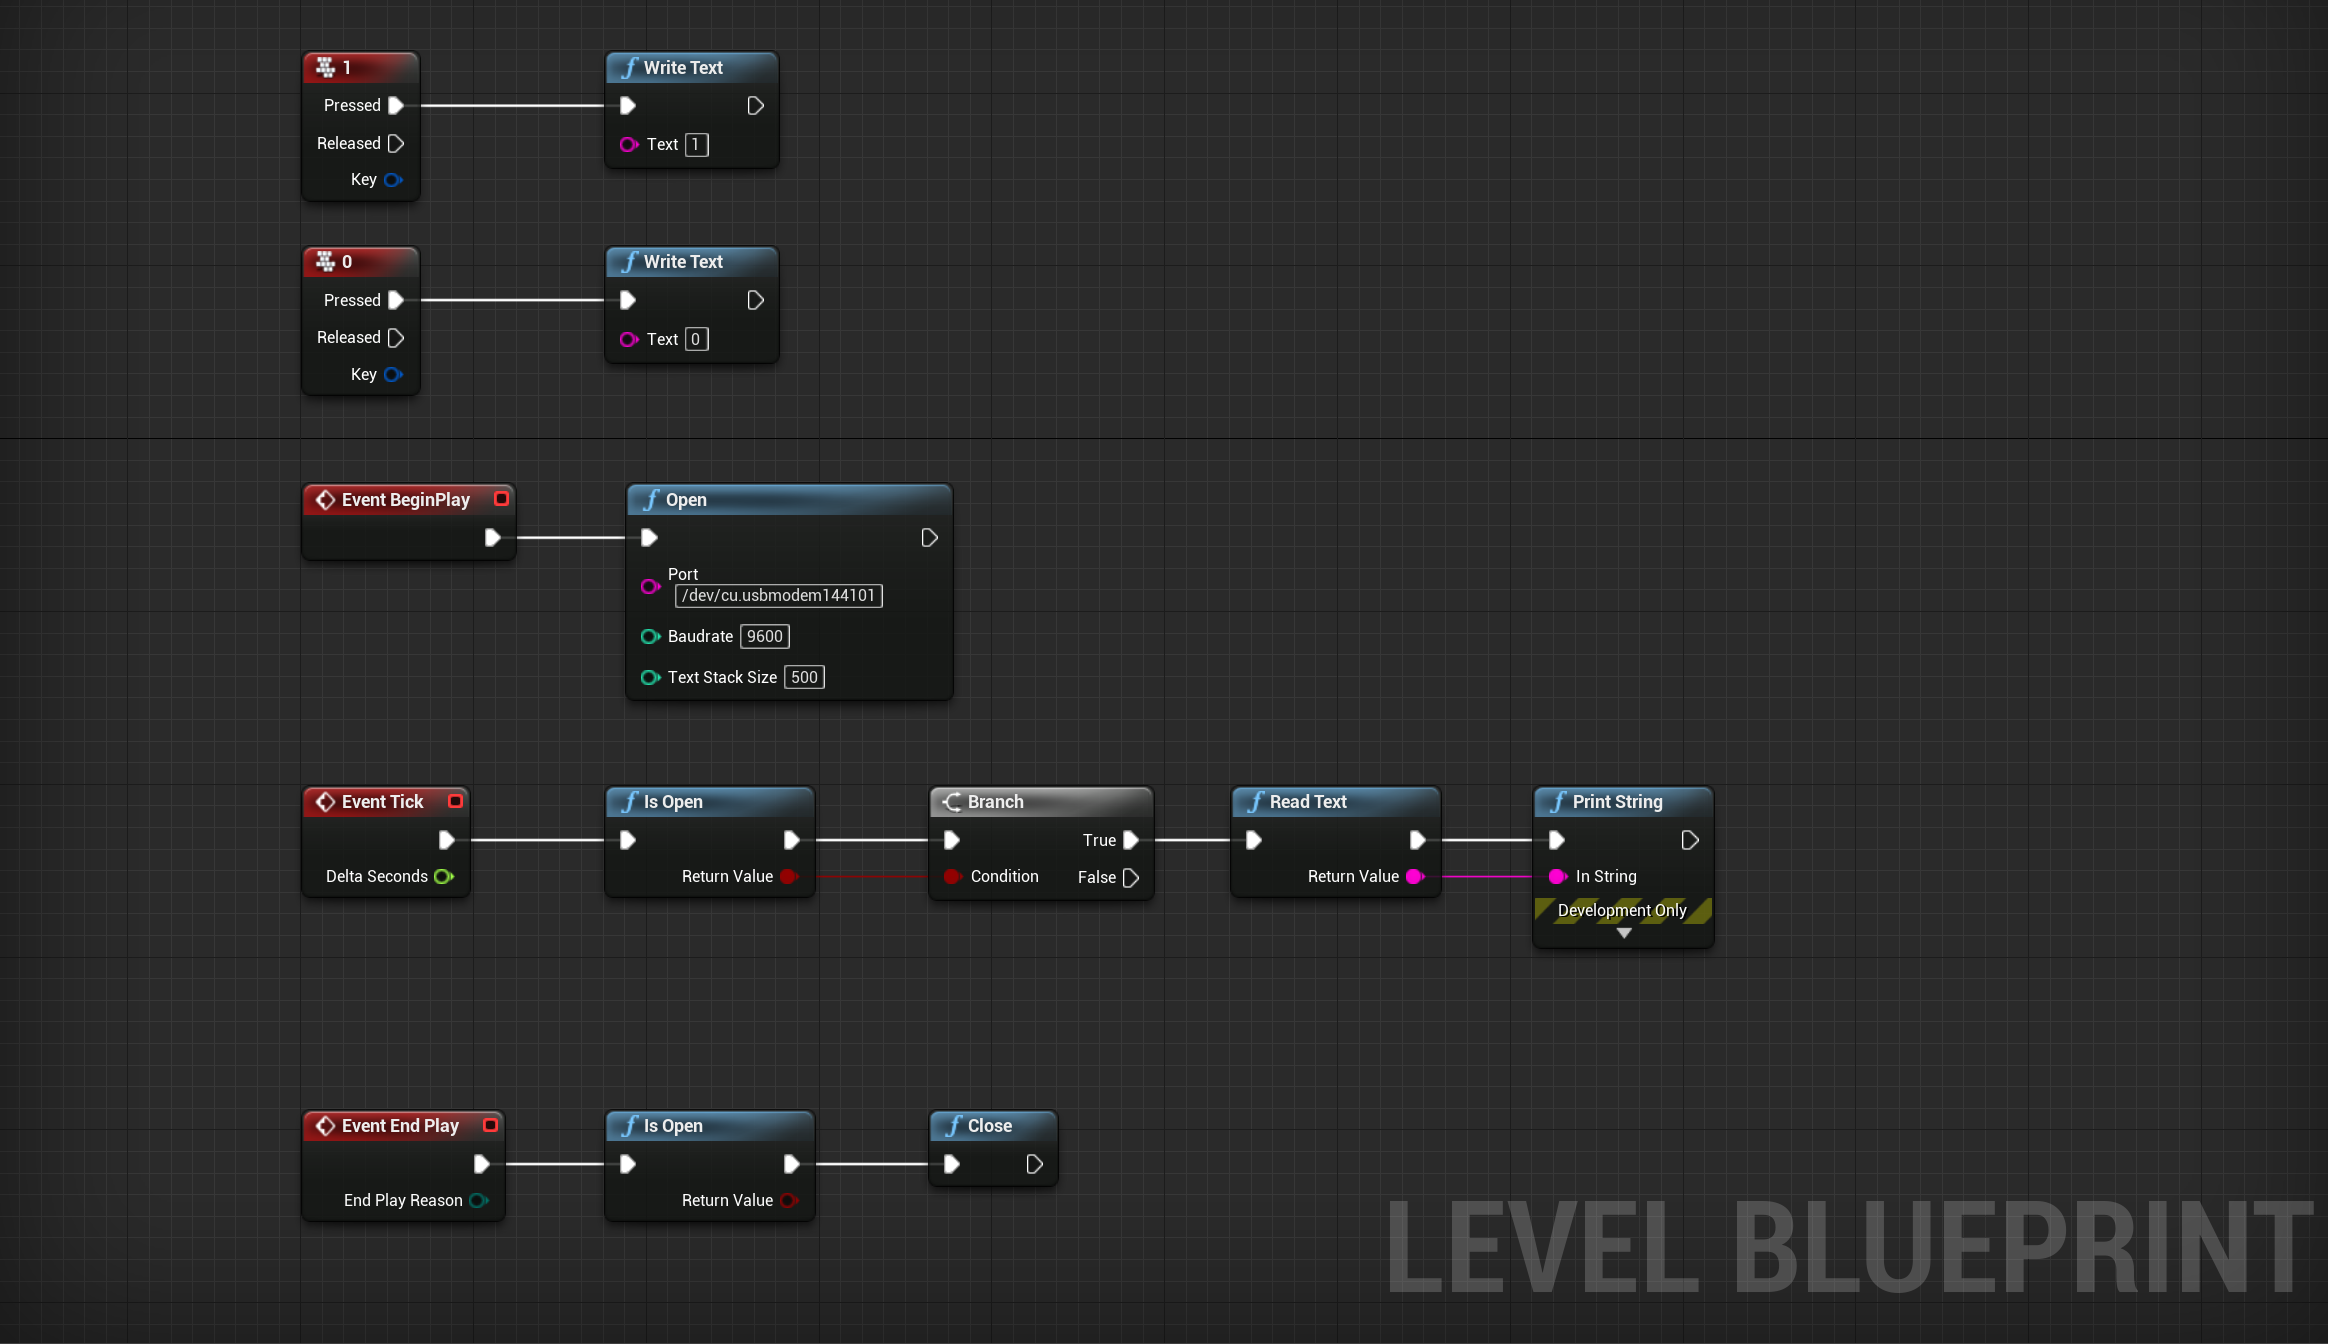 1
Pressed
Released
Key
Write Text
Text 1
0
Pressed
Released
Key
Write Text
Text 0
Event BeginPlay
Open
Port
/dev/cu.usbmodem144101
Baudrate 9600
Text Stack Size 500
Event Tick
Delta Seconds
Is Open
Return Value
Branch
True
Condition False
Read Text
Return Value
Print String
In String
Development Only
Event End Play
End Play Reason
Is Open
Return Value
Close
LEVEL BLUEPRINT